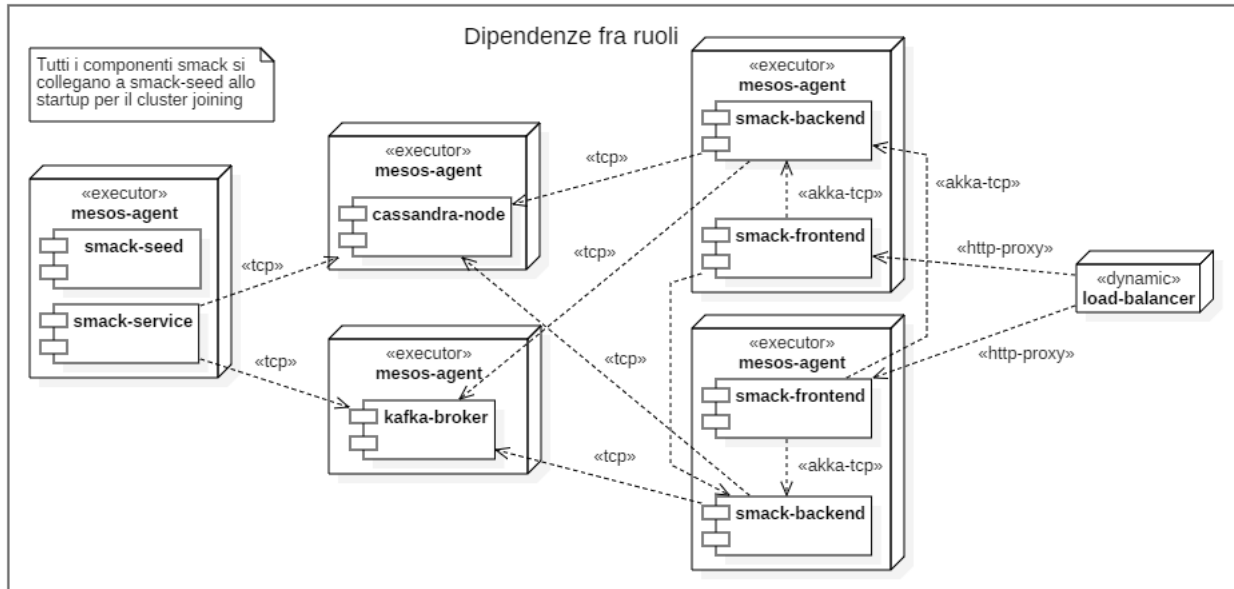 Dipendenze fra ruoli
Tutti i componenti smack si
collegano a smack-seed allo
startup per il cluster joining
«executor»
mesos-agent
smack-seed
smack-service
«tcp»
«tcp»
«executor»
mesos-agent
cassandra-node
«executor»
mesos-agent
kafka-broker
«tcp»
«tcp»
«tcp»
«tcp»
«executor»
mesos-agent
smack-backend
«akka-tcp»
smack-frontend
«executor»
mesos-agent
smack-frontend
«akka-tcp»
smack-backend
«akka-tcp»
«http-proxy»
«http-proxy»
«dynamic»
load-balancer